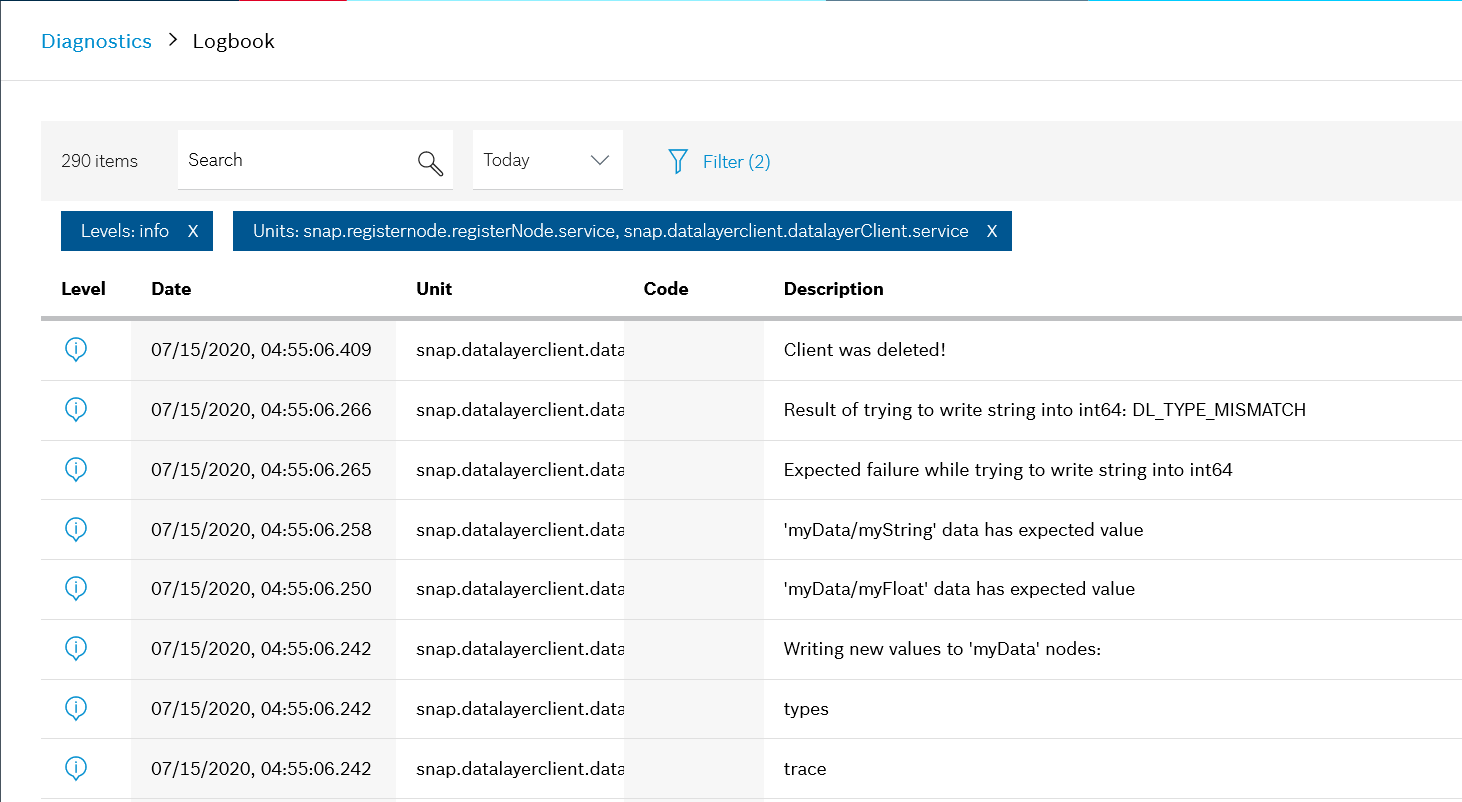 Diagnostics > Logbook
290 items Search Today Filter (2)
Levels: info X Units: snap.registernode.registerNode.service, snap.datalayerclient.datalayerClient.service X
Level Date Unit Code Description
07/15/2020, 04:55:06.409 snap.datalayerclient.data Client was deleted!
07/15/2020, 04:55:06.266 snap.datalayerclient.data Result of trying to write string into int64: DL_TYPE_MISMATCH
07/15/2020, 04:55:06.265 snap.datalayerclient.data Expected failure while trying to write string into int64
07/15/2020, 04:55:06.258 snap.datalayerclient.data 'myData/myString' data has expected value
07/15/2020, 04:55:06.250 snap.datalayerclient.data 'myData/myFloat' data has expected value
07/15/2020, 04:55:06.242 snap.datalayerclient.data Writing new values to 'myData' nodes:
07/15/2020, 04:55:06.242 snap.datalayerclient.data types
07/15/2020, 04:55:06.242 snap.datalayerclient.data trace